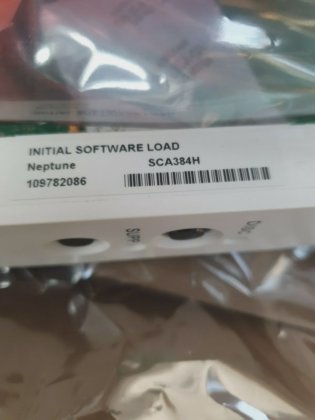 INITIAL SOFTWARE LOAD
Neptune SCA384H
109782086